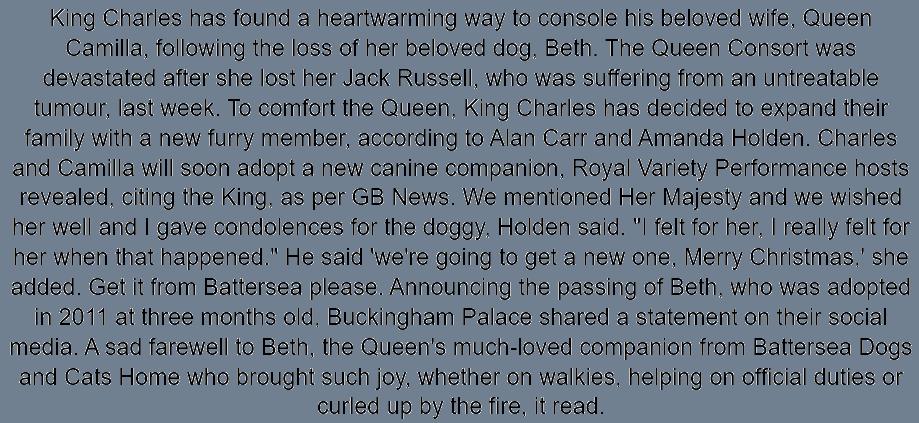 King Charles has found a heartwarming way to console his beloved wife, Queen
Camilla, following the loss of her beloved dog, Beth. The Queen Consort was
devastated after she lost her Jack Russell, who was suffering from an untreatable
tumour, last week. To comfort the Queen, King Charles has decided to expand their
family with a new furry member, according to Alan Carr and Amanda Holden. Charles
and Camilla will soon adopt a new canine companion, Royal Variety Performance hosts
revealed, citing the King, as per GB News. We mentioned Her Majesty and we wished
her well and I gave condolences for the doggy, Holden said. "I felt for her, I really felt for
her when that happened." He said 'we're going to get a new one, Merry Christmas,' she
added. Get it from Battersea please. Announcing the passing of Beth, who was adopted
in 2011 at three months old, Buckingham Palace shared a statement on their social
media. A sad farewell to Beth, the Queen's much-loved companion from Battersea Dogs
and Cats Home who brought such joy, whether on walkies, helping on official duties or
curled up by the fire, it read.